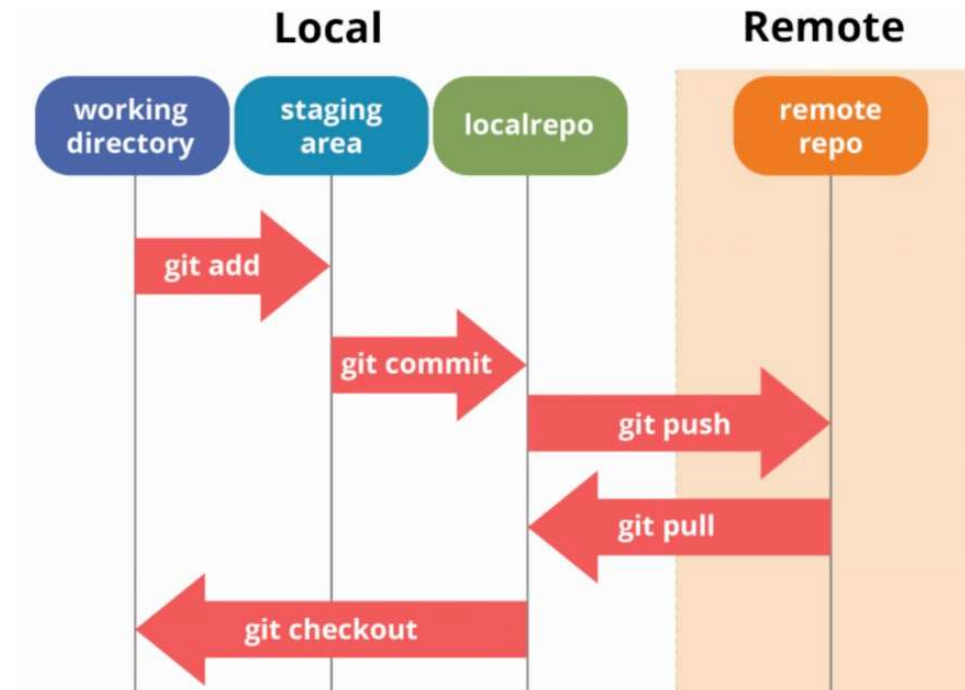 Local
Remote
working
directory
staging
area
localrepo
remote
repo
git add
git commit
git push
git pull
git checkout